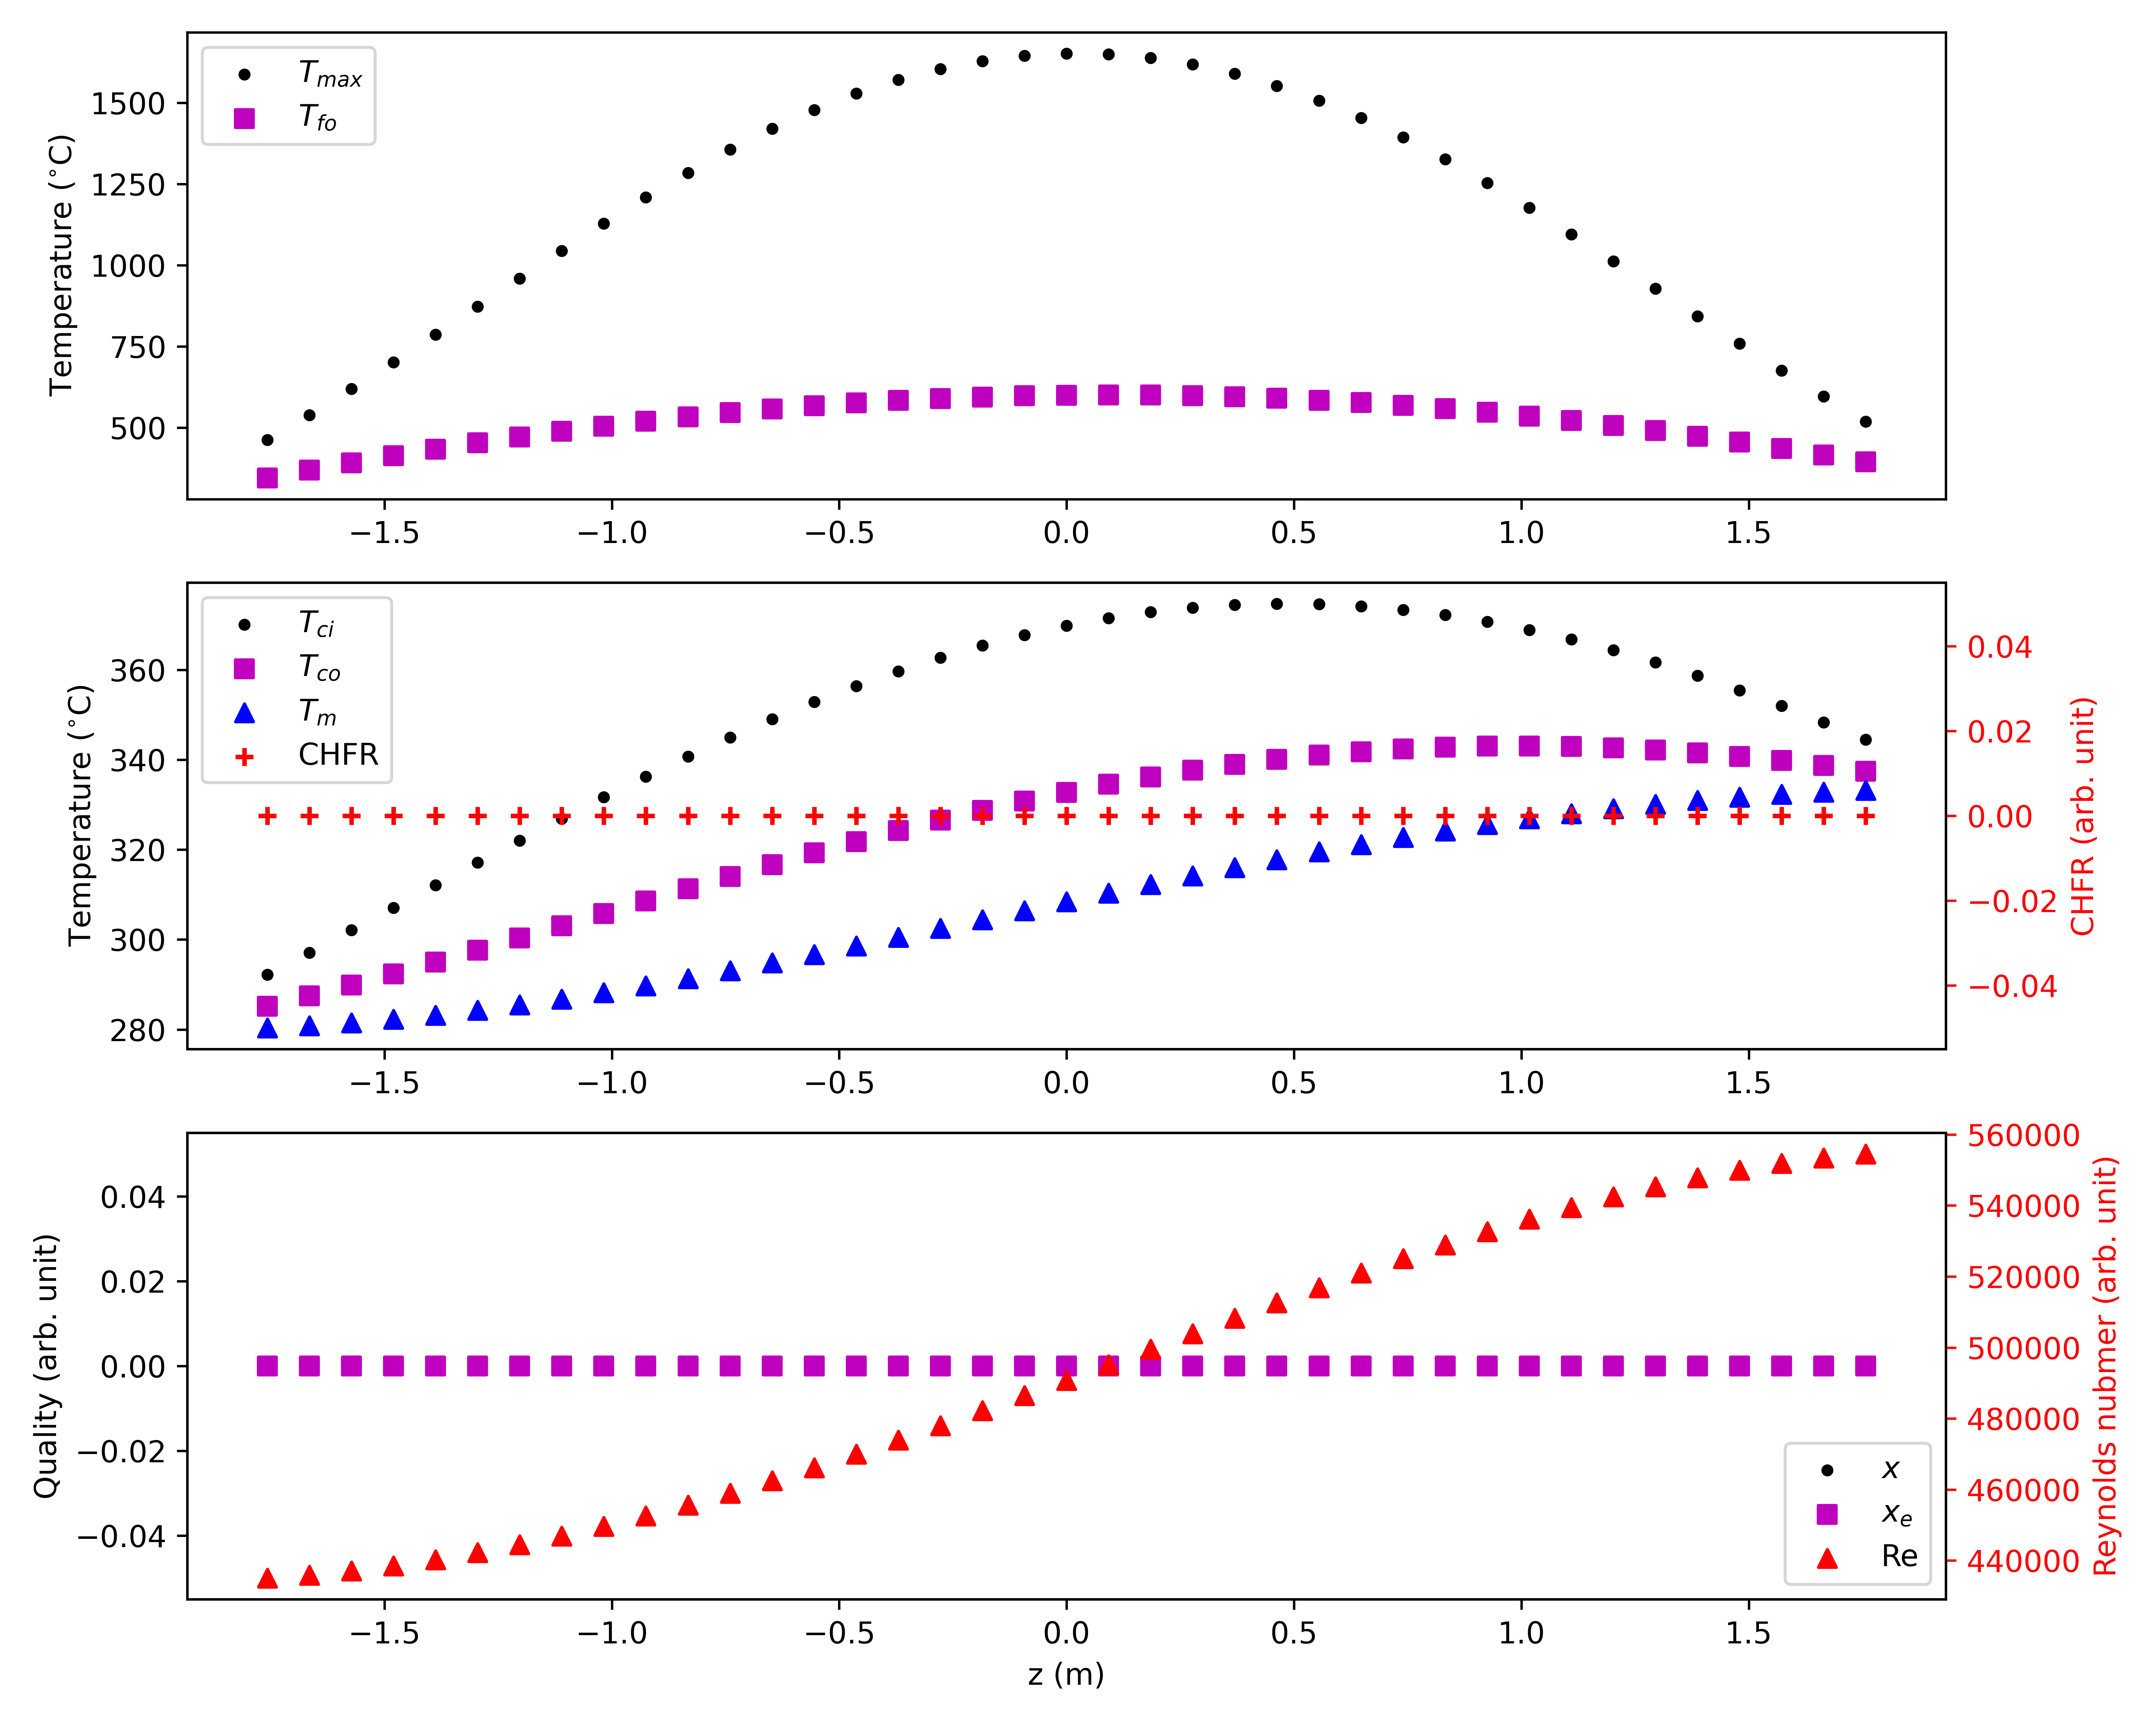 T_max
T_fo
Temperature (°C)
1500
1250
1000
750
500
−1.5 −1.0 −0.5 0.0 0.5 1.0 1.5
T_ci
T_co
T_m
CHFR
Temperature (°C)
360
340
320
300
280
0.04
0.02
0.00
−0.02
−0.04
CHFR (arb. unit)
−1.5 −1.0 −0.5 0.0 0.5 1.0 1.5
Quality (arb. unit)
0.04
0.02
0.00
−0.02
−0.04
560000
540000
520000
500000
480000
460000
440000
Reynolds nubmer (arb. unit)
x
x_e
Re
−1.5 −1.0 −0.5 0.0 0.5 1.0 1.5
z (m)